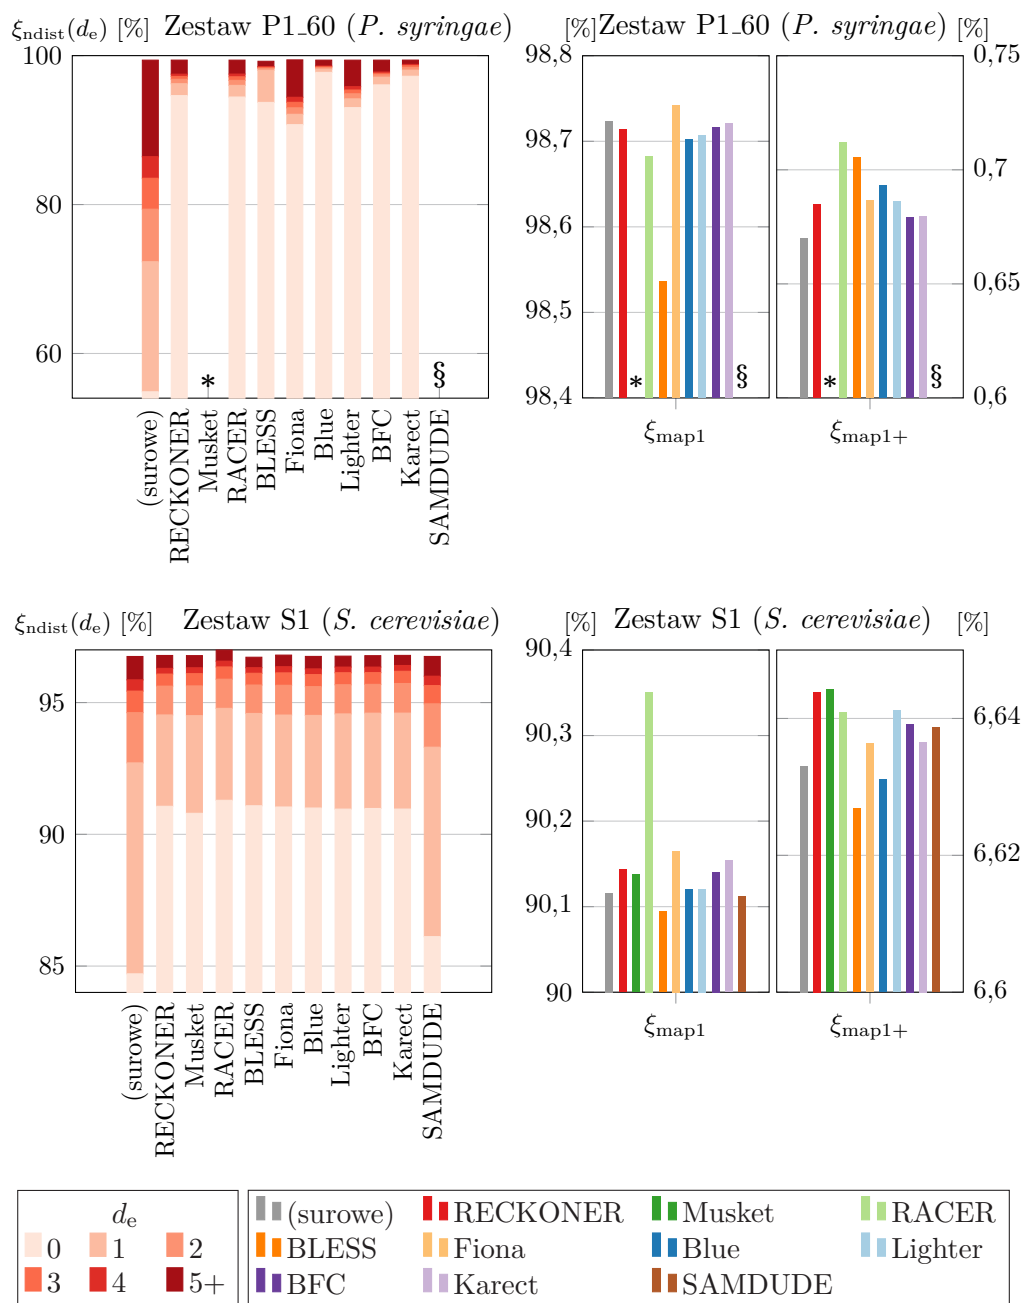 ξndist(de) [%] Zestaw P1_60 (P. syringae)
100
80
60
*
§
(surowe)
RECKONER
Musket
RACER
BLESS
Fiona
Blue
Lighter
BFC
Karect
SAMDUDE
[%] Zestaw P1_60 (P. syringae) [%]
98,8
98,7
98,6
98,5
98,4
*
§
ξmap1
*
§
ξmap1+
0,75
0,7
0,65
0,6
ξndist(de) [%] Zestaw S1 (S. cerevisiae)
95
90
85
(surowe)
RECKONER
Musket
RACER
BLESS
Fiona
Blue
Lighter
BFC
Karect
SAMDUDE
[%] Zestaw S1 (S. cerevisiae) [%]
90,4
90,3
90,2
90,1
90
ξmap1
ξmap1+
6,64
6,62
6,6
de
0 1 2
3 4 5+
(surowe) RECKONER Musket RACER
BLESS Fiona Blue Lighter
BFC Karect SAMDUDE